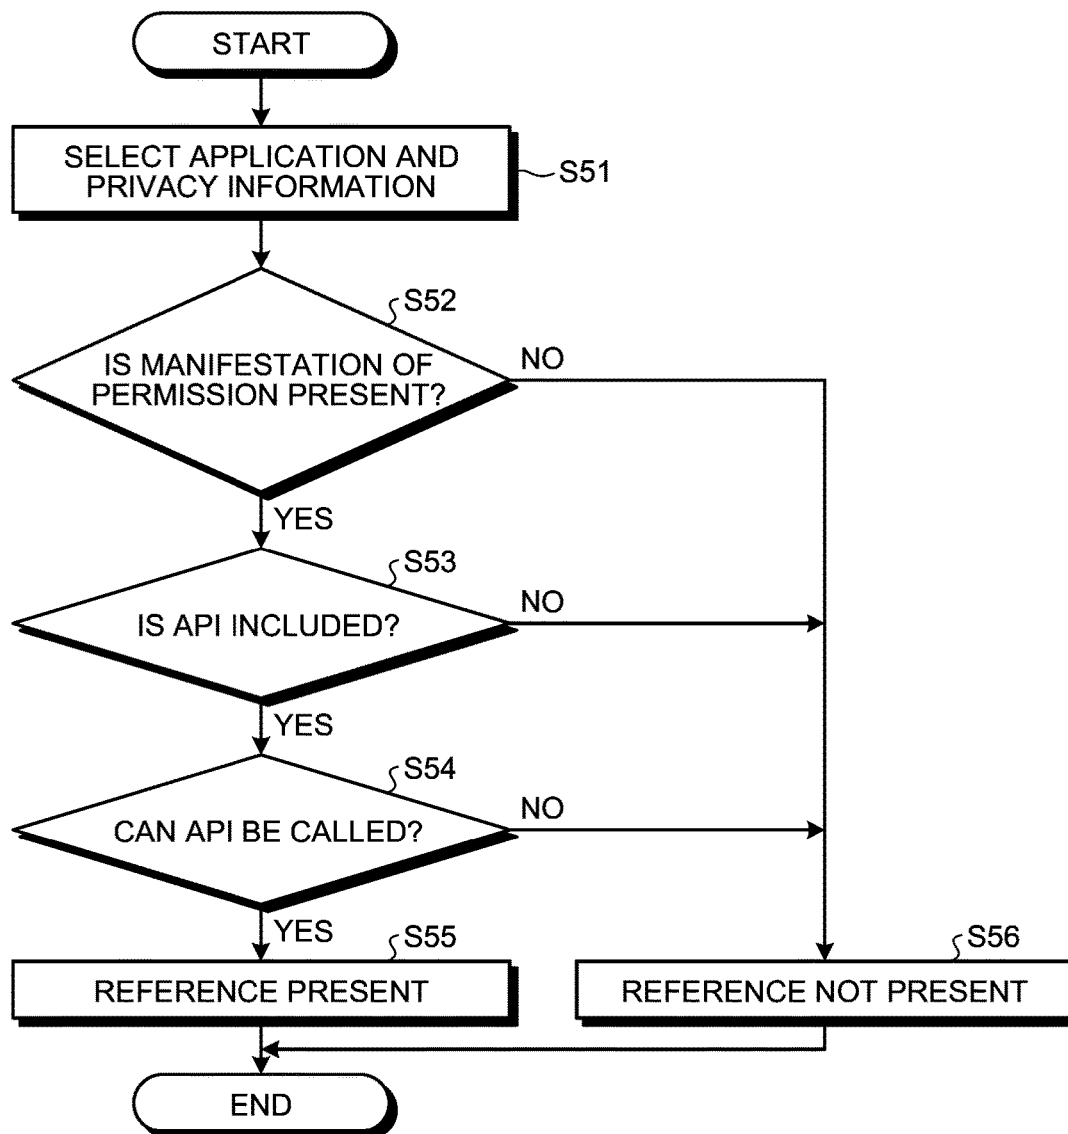 START
SELECT APPLICATION AND
PRIVACY INFORMATION
S51
S52
IS MANIFESTATION OF
PERMISSION PRESENT?
NO
YES
S53
IS API INCLUDED?
NO
YES
S54
CAN API BE CALLED?
NO
YES
S55
REFERENCE PRESENT
S56
REFERENCE NOT PRESENT
END